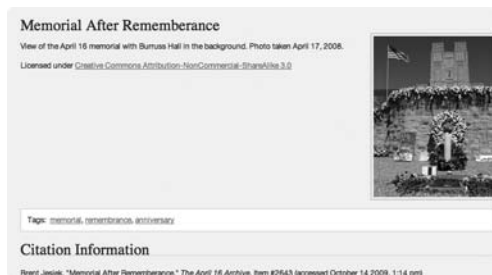 Memorial After Rememberance
View of the April 16 memorial with Burruss Hall in the background. Photo taken April 17, 2008.
Licensed under Creative Commons Attribution-NonCommercial-ShareAlike 3.0
Tags: memorial, remembrance, anniversary
Citation Information
Brent Jesiek, "Memorial After Rememberance," The April 16 Archive, Item #2643 (accessed October 14 2009, 1:14 pm)